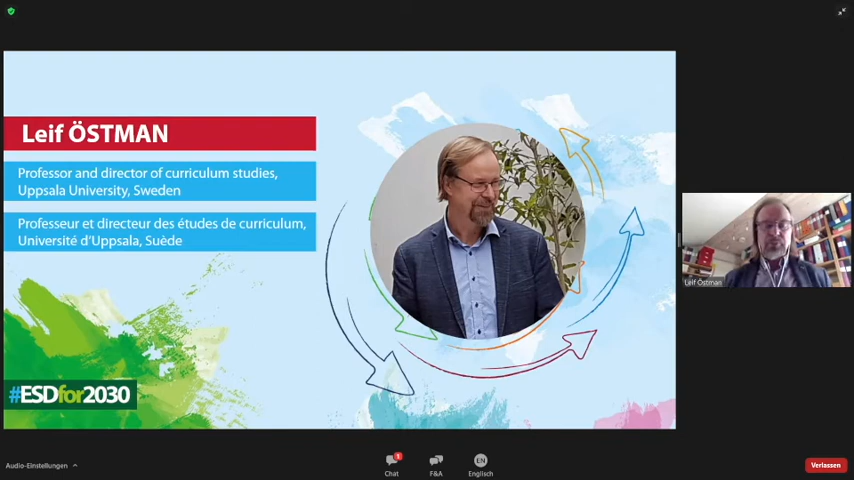 Leif ÖSTMAN
Professor and director of curriculum studies,
Uppsala University, Sweden
Professeur et directeur des études de curriculum,
Université d'Uppsala, Suède
#ESDfor2030
Leif Östman
Audio-Einstellungen
1
Chat
F&A
EN
Englisch
Verlassen